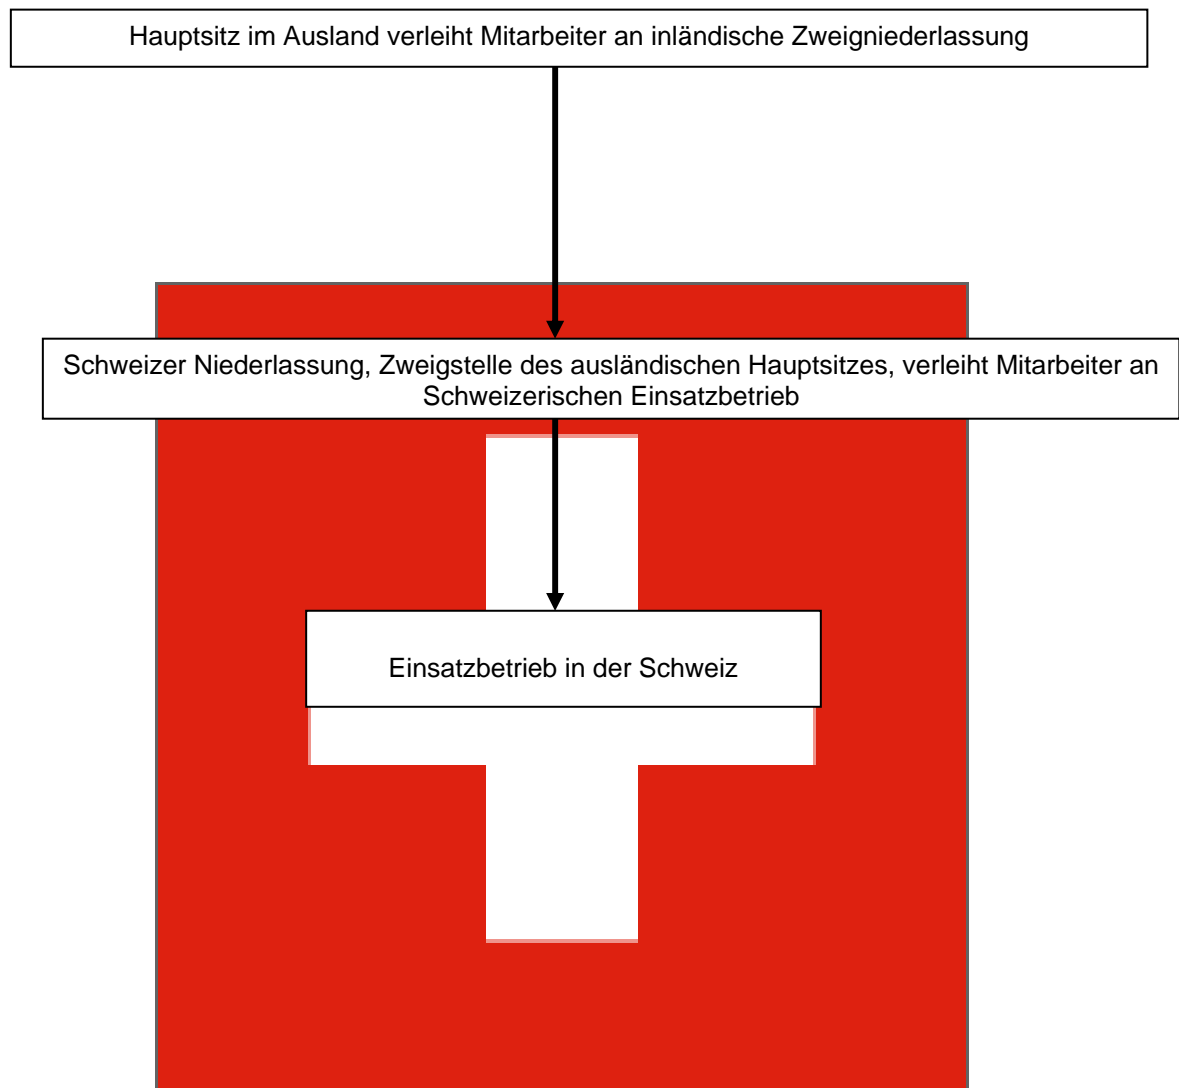 Hauptsitz im Ausland verleiht Mitarbeiter an inländische Zweigniederlassung
Schweizer Niederlassung, Zweigstelle des ausländischen Hauptsitzes, verleiht Mitarbeiter an
Schweizerischen Einsatzbetrieb
Einsatzbetrieb in der Schweiz